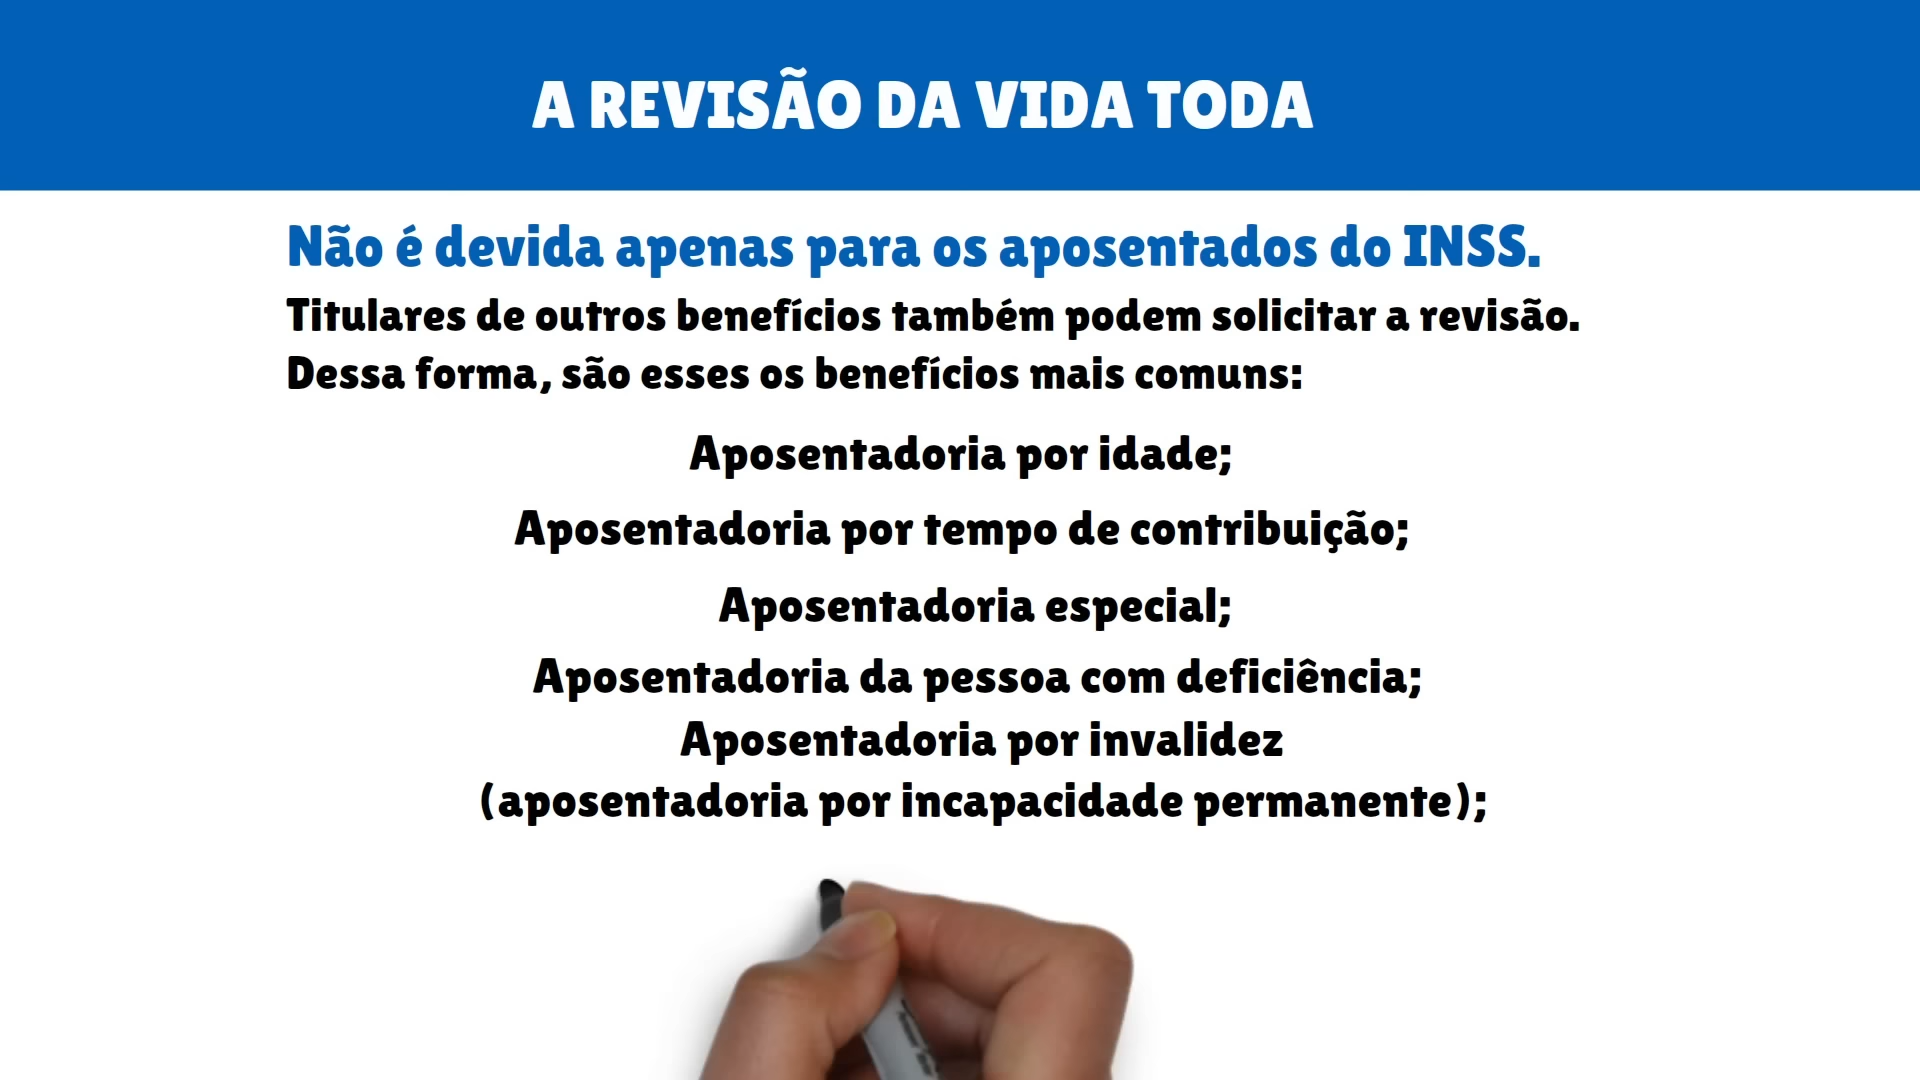 A REVISÃO DA VIDA TODA
Não é devida apenas para os aposentados do INSS.
Titulares de outros benefícios também podem solicitar a revisão.
Dessa forma, são esses os benefícios mais comuns:
Aposentadoria por idade;
Aposentadoria por tempo de contribuição;
Aposentadoria especial;
Aposentadoria da pessoa com deficiência;
Aposentadoria por invalidez
(aposentadoria por incapacidade permanente);